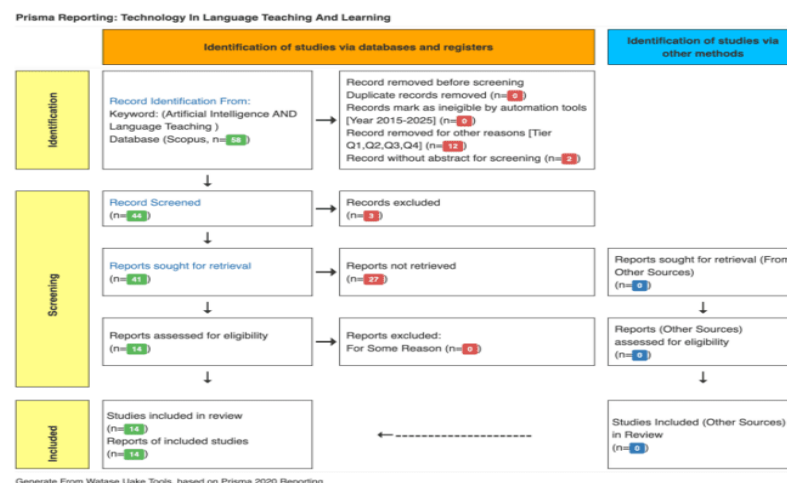 Prisma Reporting: Technology In Language Teaching And Learning
Identification of studies via databases and registers
Identification of studies via
other methods
Identification
Record Identification From:
Keyword: (Artificial Intelligence AND
Language Teaching )
Database (Scopus, n= 58 )
Record removed before screening
Duplicate records removed (n= 0 )
Records mark as ineigible by automation tools
[Year 2015-2025] (n= 0 )
Record removed for other reasons [Tier
Q1,Q2,Q3,Q4] (n= 12 )
Record without abstract for screening (n= 2 )
Screening
Record Screened
(n= 44 )
Records excluded
(n= 3 )
Reports sought for retrieval
(n= 41 )
Reports not retrieved
(n= 27 )
Reports sought for retrieval (From
Other Sources)
(n= 0 )
Reports assessed for eligibility
(n= 14 )
Reports excluded:
For Some Reason (n= 0 )
Reports (Other Sources)
assessed for eligibility
(n= 0 )
Included
Studies included in review
(n= 14 )
Reports of included studies
(n= 14 )
Studies Included (Other Sources)
in Review
(n= 0 )
Generate From Watase Uake Tools, based on Prisma 2020 Reporting